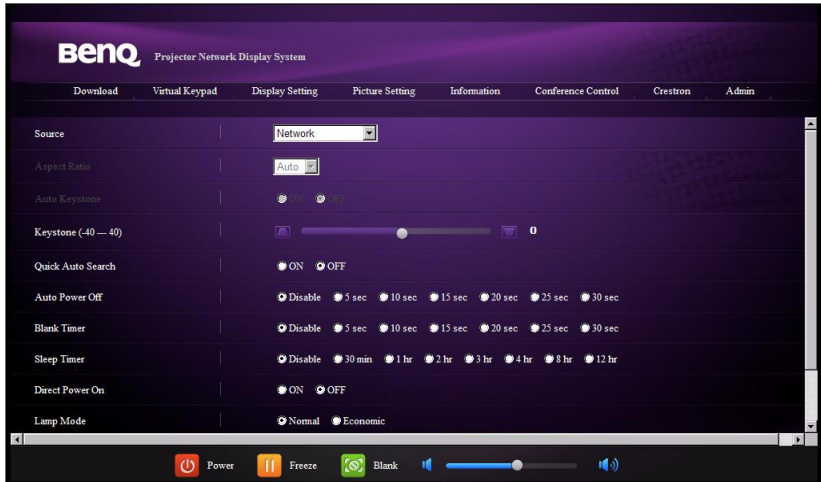 BenQ Projector Network Display System
Download Virtual Keypad Display Setting Picture Setting Information Conference Control Crestron Admin
Source Network
Aspect Ratio Auto
Auto Keystone ON OFF
Keystone (-40 --- 40) 0
Quick Auto Search ON OFF
Auto Power Off Disable 5 sec 10 sec 15 sec 20 sec 25 sec 30 sec
Blank Timer Disable 5 sec 10 sec 15 sec 20 sec 25 sec 30 sec
Sleep Timer Disable 30 min 1 hr 2 hr 3 hr 4 hr 8 hr 12 hr
Direct Power On ON OFF
Lamp Mode Normal Economic
Power Freeze Blank